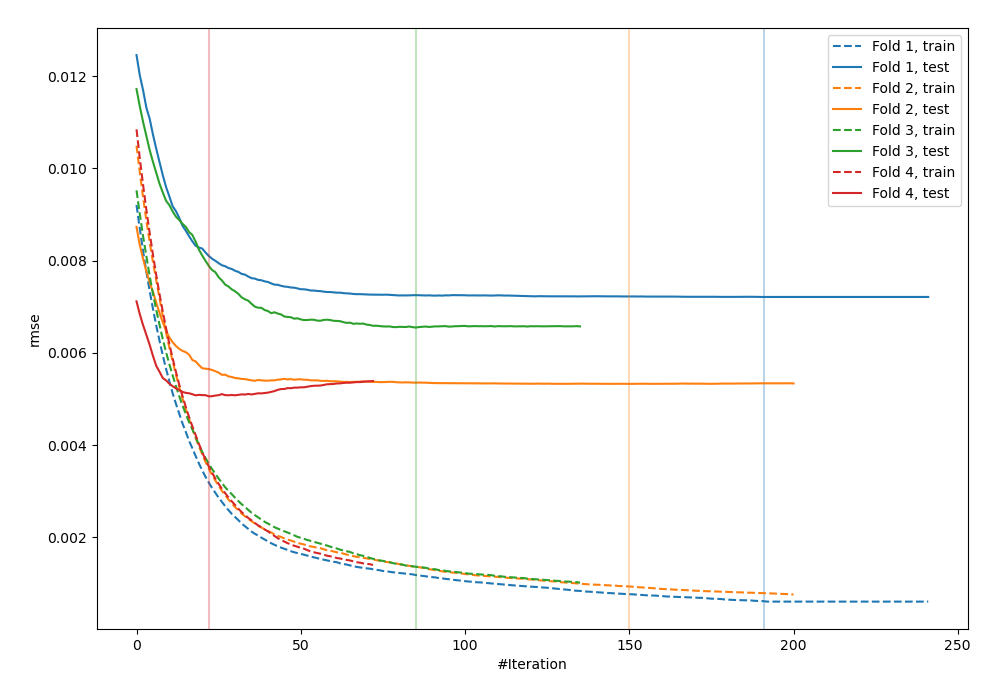 Fold 1, train
Fold 1, test
Fold 2, train
Fold 2, test
Fold 3, train
Fold 3, test
Fold 4, train
Fold 4, test
0.012
0.010
0.008
0.006
0.004
0.002
rmse
0 50 100 150 200 250
#Iteration